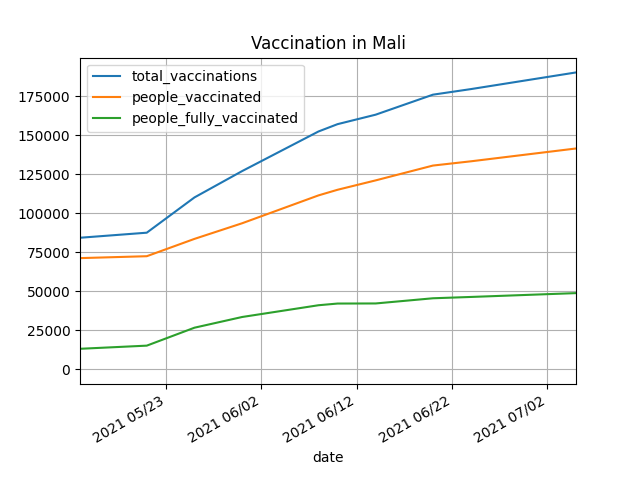 Vaccination in Mali
total_vaccinations
people_vaccinated
people_fully_vaccinated
175000
150000
125000
100000
75000
50000
25000
0
2021 05/23
2021 06/02
2021 06/12
2021 06/22
2021 07/02
date